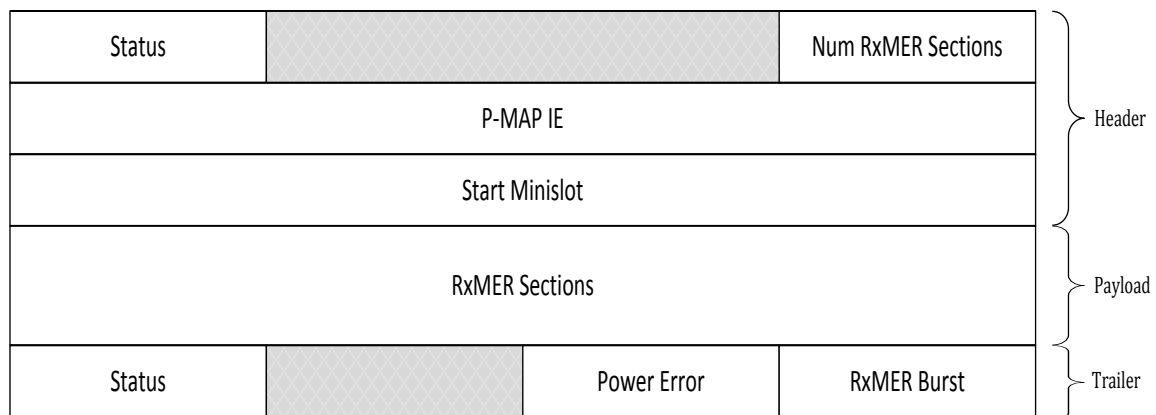 Status Num RxMER Sections
P-MAP IE
Header
Start Minislot
RxMER Sections
Payload
Status Power Error RxMER Burst
Trailer